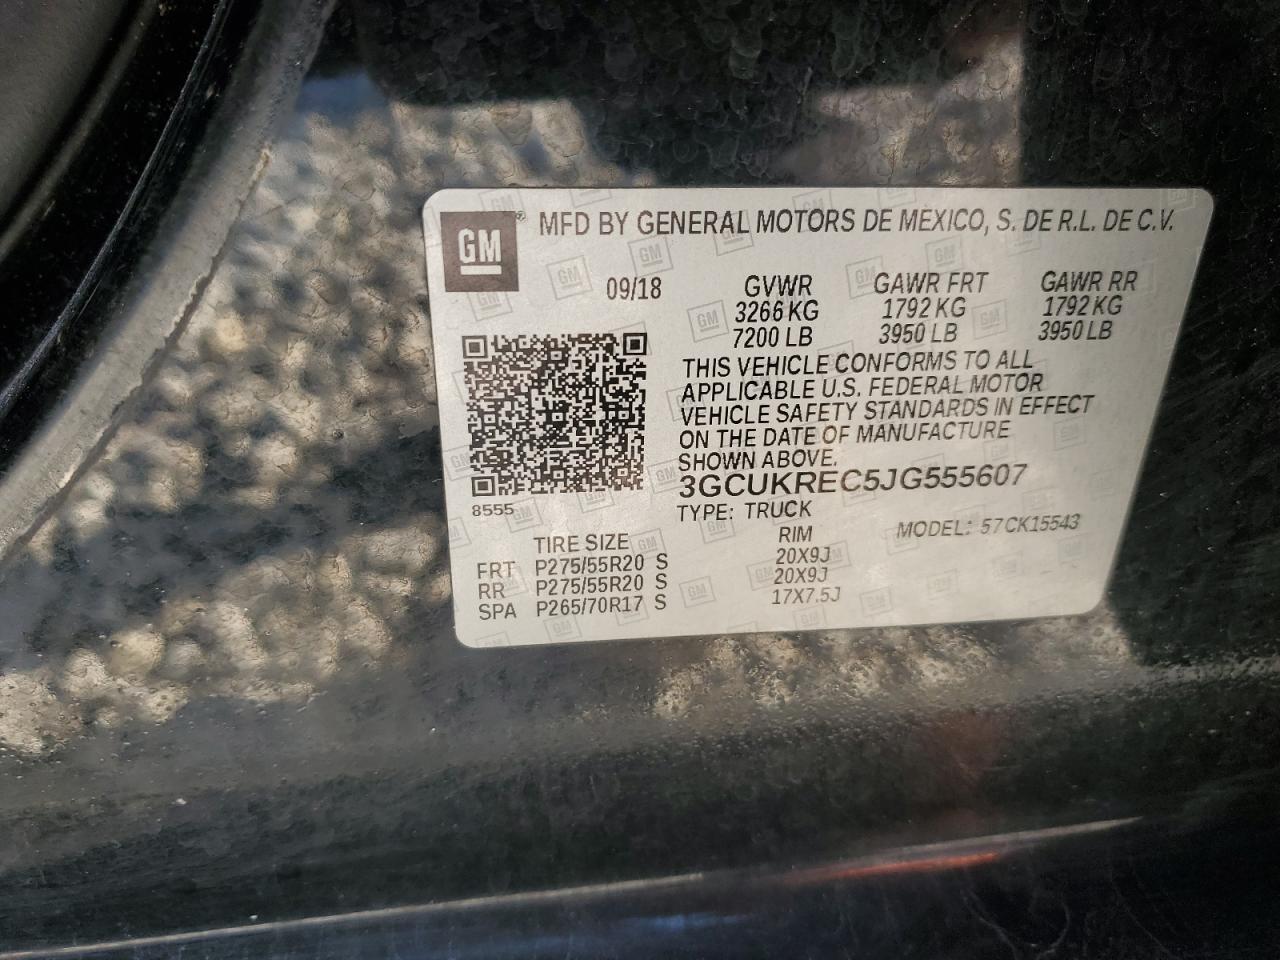 GM® MFD BY GENERAL MOTORS DE MEXICO, S. DE R.L. DE C.V.
09/18 GVWR GAWR FRT GAWR RR
3266 KG 1792 KG 1792 KG
7200 LB 3950 LB 3950 LB
THIS VEHICLE CONFORMS TO ALL
APPLICABLE U.S. FEDERAL MOTOR
VEHICLE SAFETY STANDARDS IN EFFECT
ON THE DATE OF MANUFACTURE
SHOWN ABOVE.
3GCUKREC5JG555607
8555 TYPE: TRUCK MODEL: 57CK15543
TIRE SIZE RIM
FRT P275/55R20 S 20X9J
RR P275/55R20 S 20X9J
SPA P265/70R17 S 17X7.5J